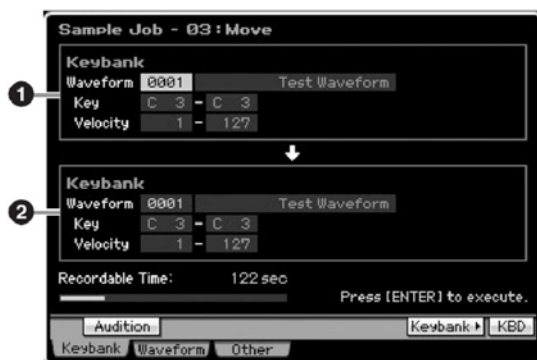 Sample Job - 03:Move
1
Keybank
Waveform 0001 Test Waveform
Key C 3 - C 3
Velocity 1 - 127
2
Keybank
Waveform 0001 Test Waveform
Key C 3 - C 3
Velocity 1 - 127
Recordable Time: 122 sec
Press [ENTER] to execute.
Audition Keybank KBD
Keybank Waveform Other